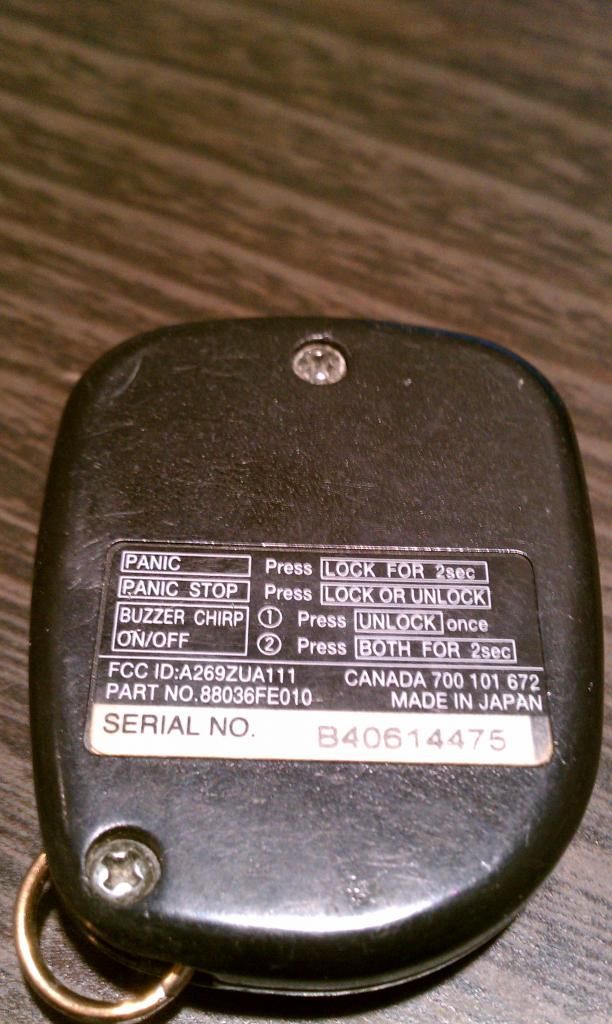 PANIC Press LOCK FOR 2sec
PANIC STOP Press LOCK OR UNLOCK
BUZZER CHIRP ① Press UNLOCK once
ON/OFF ② Press BOTH FOR 2sec
FCC ID:A269ZUA111 CANADA 700 101 672
PART NO.88036FE010 MADE IN JAPAN
SERIAL NO. B40614475